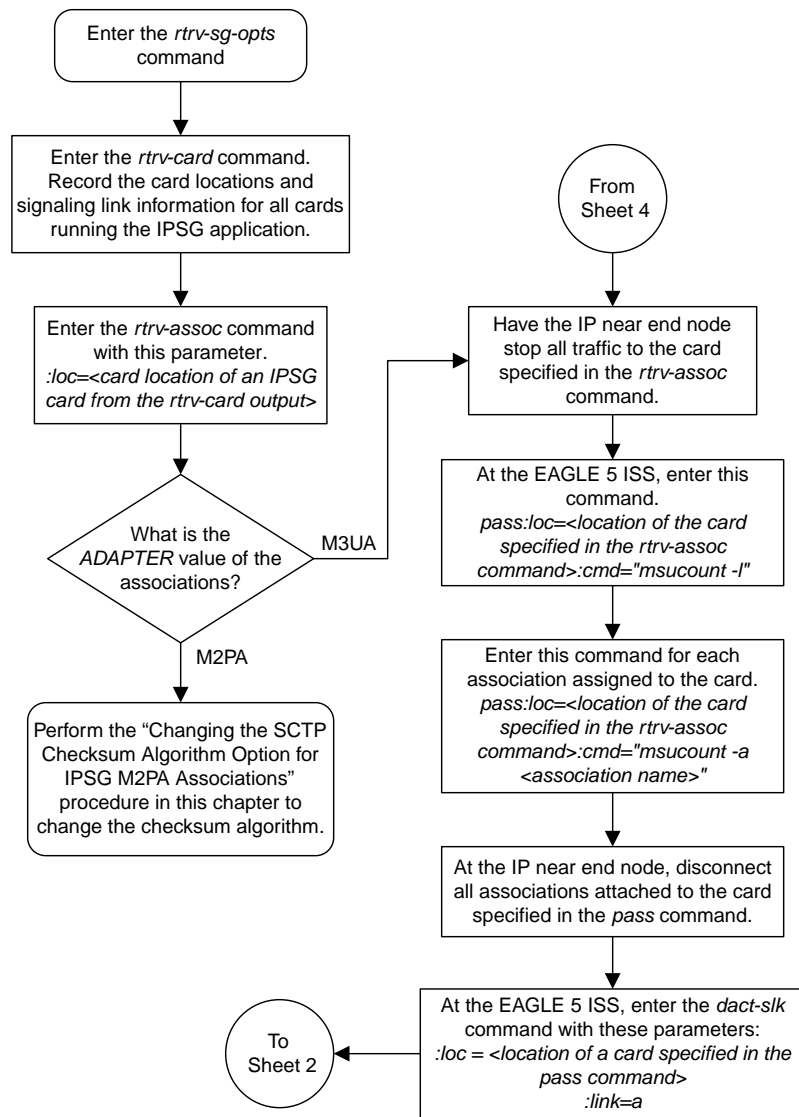 Enter the rtrv-sg-opts
command
Enter the rtrv-card command.
Record the card locations and
signaling link information for all cards
running the IPSG application.
Enter the rtrv-assoc command
with this parameter.
:loc=<card location of an IPSG
card from the rtrv-card output>
What is the
ADAPTER value of the
associations?
M3UA
M2PA
Perform the “Changing the SCTP
Checksum Algorithm Option for
IPSG M2PA Associations”
procedure in this chapter to
change the checksum algorithm.
From
Sheet 4
Have the IP near end node
stop all traffic to the card
specified in the rtrv-assoc
command.
At the EAGLE 5 ISS, enter this
command.
pass:loc=<location of the card
specified in the rtrv-assoc
command>:cmd="msucount -l"
Enter this command for each
association assigned to the card.
pass:loc=<location of the card
specified in the rtrv-assoc
command>:cmd="msucount -a
<association name>"
At the IP near end node, disconnect
all associations attached to the card
specified in the pass command.
At the EAGLE 5 ISS, enter the dact-slk
command with these parameters:
:loc = <location of a card specified in the
pass command>
:link=a
To
Sheet 2